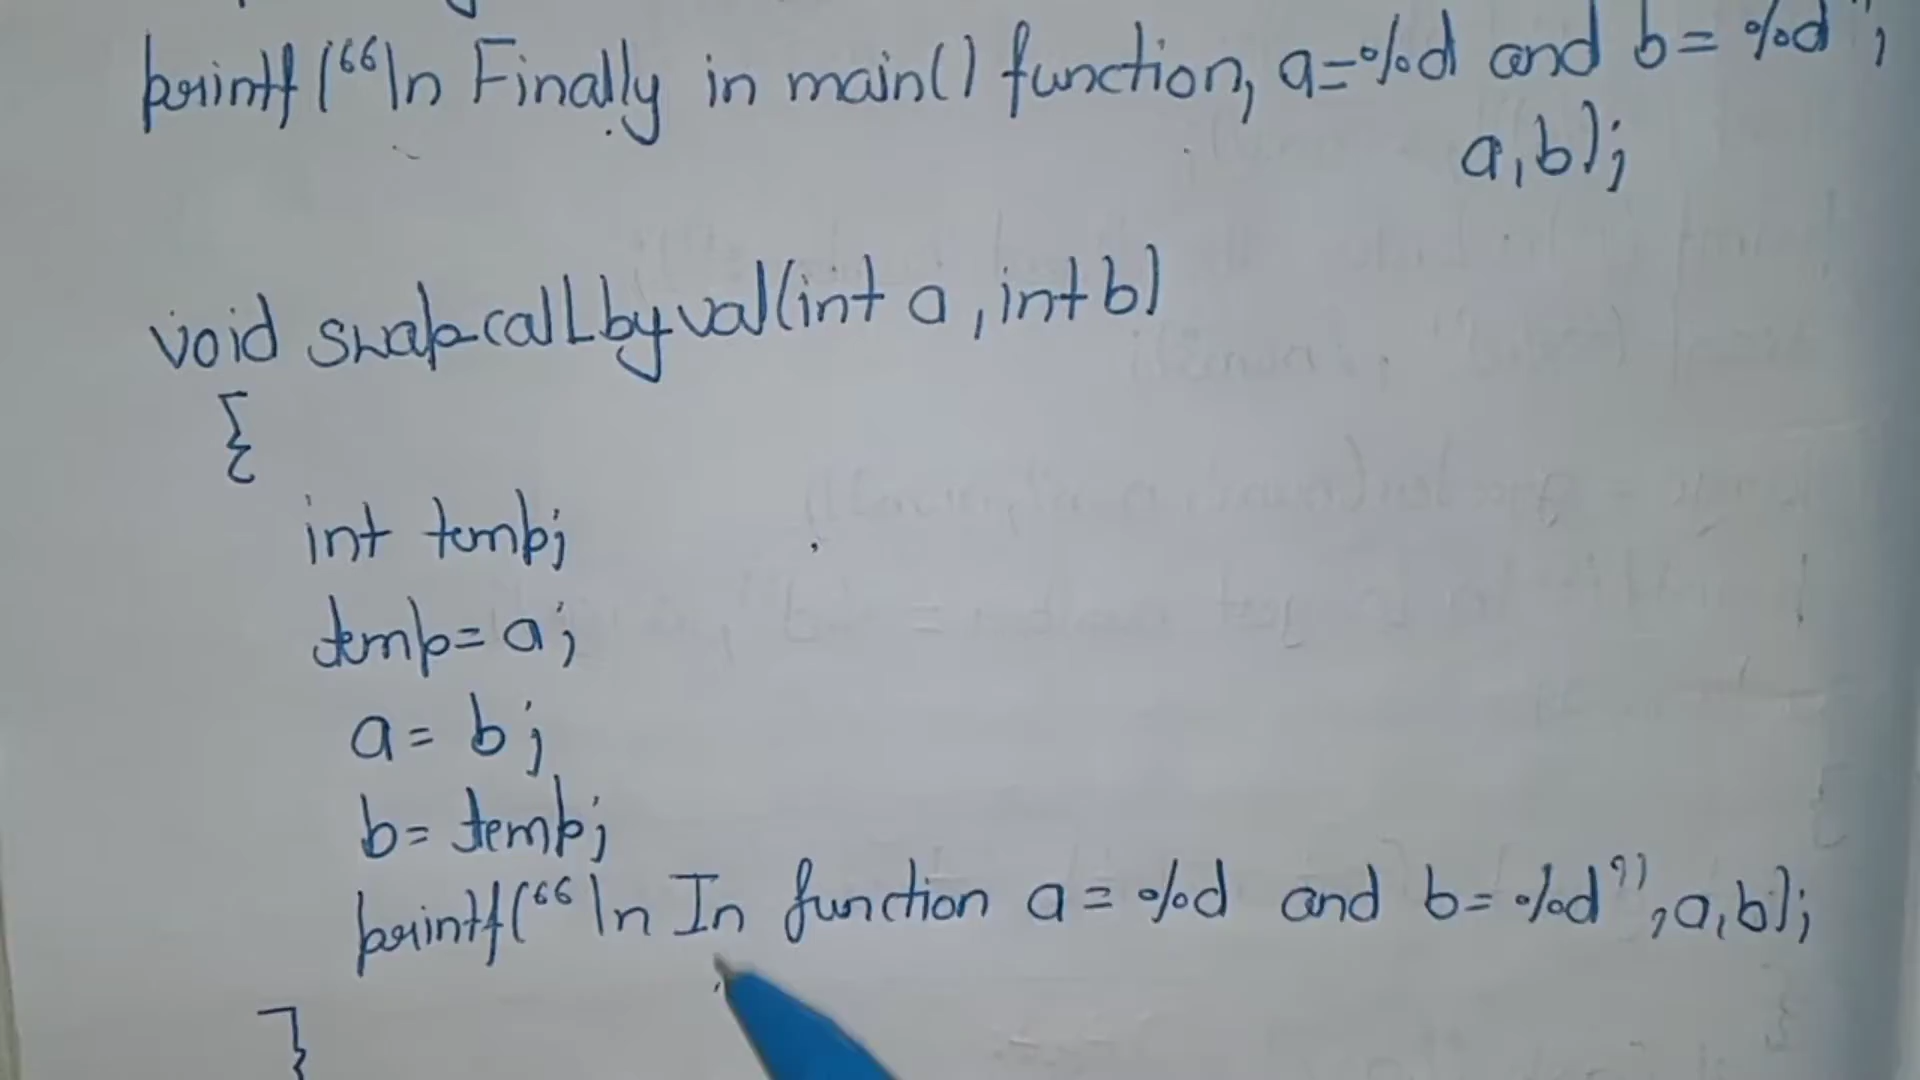 printf("\n Finally in main() function, a=%d and b= %d",
a,b);
void swapcallbyval(int a, int b)
{
int temp;
temp=a;
a= b;
b= temp;
printf("\n In function a= %d and b= %d",a,b);
}